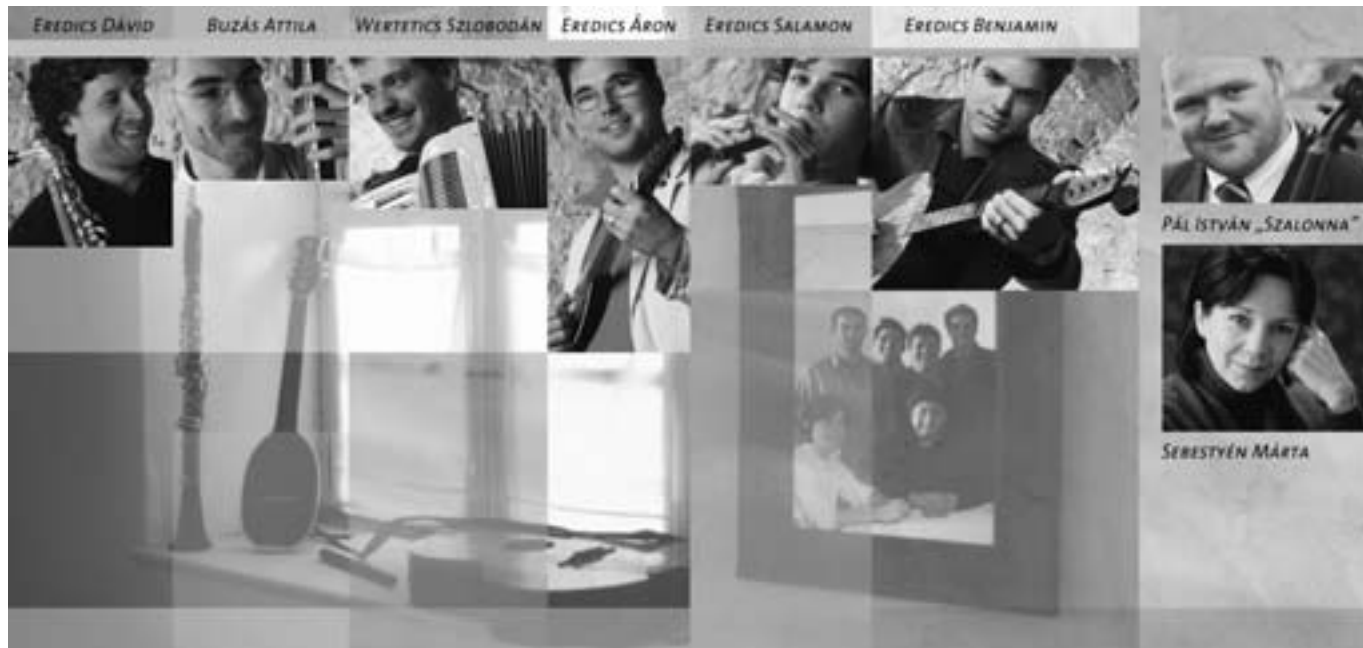 EREDICS DÁVID
BUZÁS ATTILA
WERTETICS SZLOBODÁN
EREDICS ÁRON
EREDICS SALAMON
EREDICS BENJAMIN
PÁL ISTVÁN „SZALONNA”
SEBESTYÉN MÁRTA